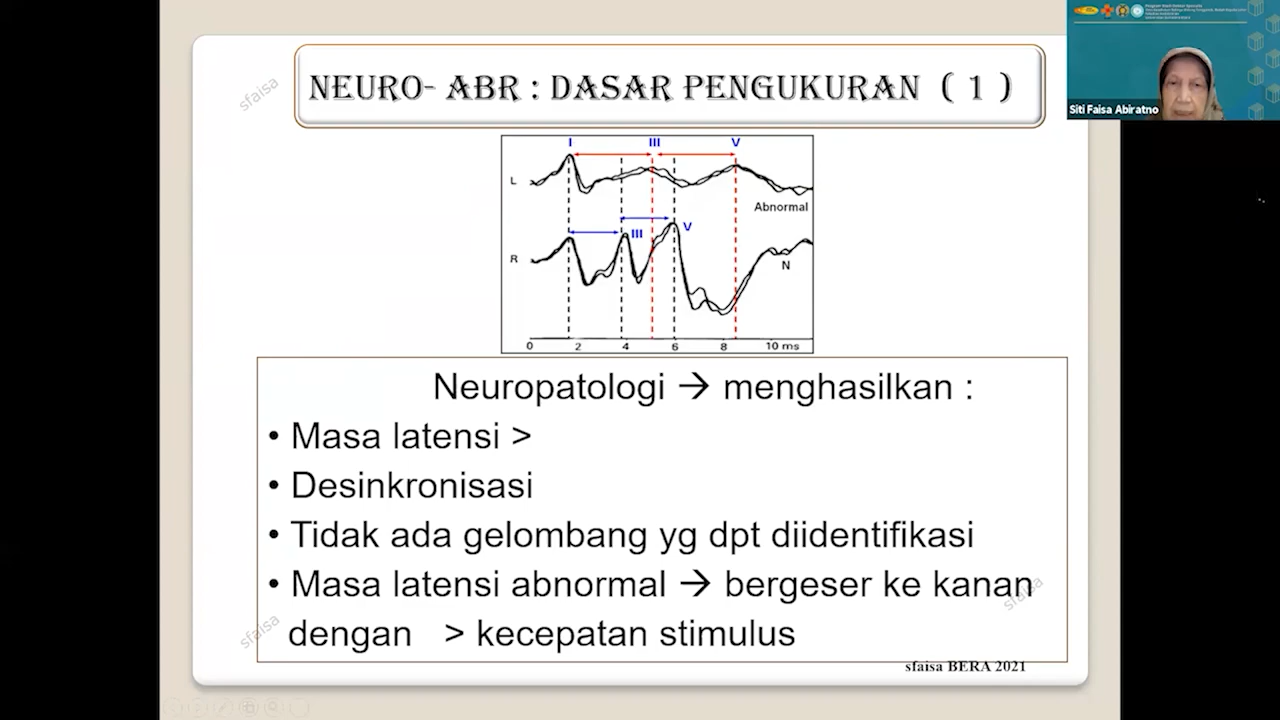 NEURO- ABR : DASAR PENGUKURAN ( 1 )
Siti Faisa Abiratno
sfaisa
I III V
L
Abnormal
III V
R
N
0 2 4 6 8 10 ms
Neuropatologi → menghasilkan :
• Masa latensi >
• Desinkronisasi
• Tidak ada gelombang yg dpt diidentifikasi
• Masa latensi abnormal → bergeser ke kanan
dengan > kecepatan stimulus
sfaisa
sfaisa
sfaisa BERA 2021